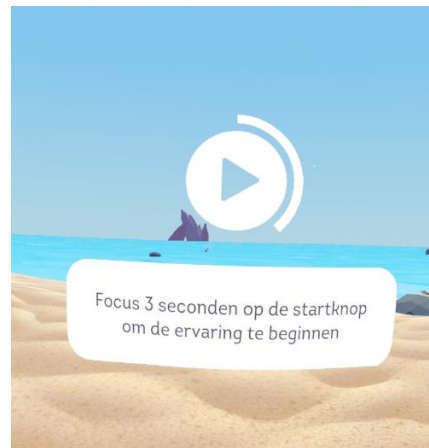 Focus 3 seconden op de startknop
om de ervaring te beginnen